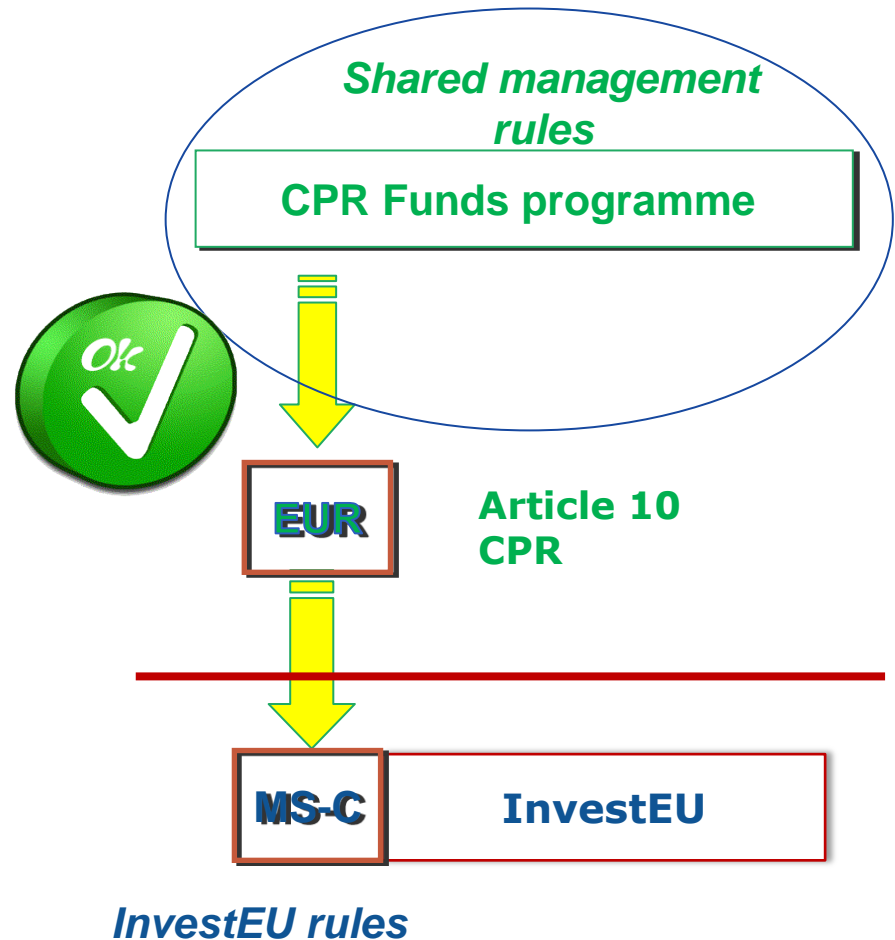 Shared management
rules
CPR Funds programme
Ok
EUR
Article 10
CPR
MS-C
InvestEU
InvestEU rules